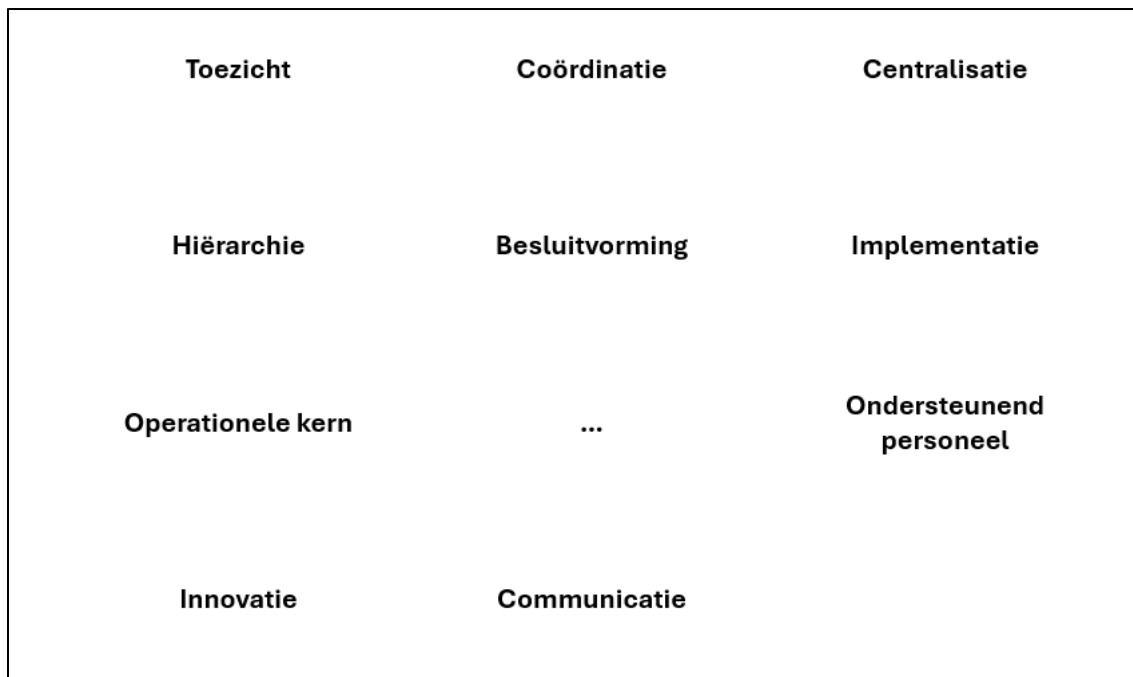 Toezicht
Coördinatie
Centralisatie
Hiërarchie
Besluitvorming
Implementatie
Operationele kern
...
Ondersteunend
personeel
Innovatie
Communicatie